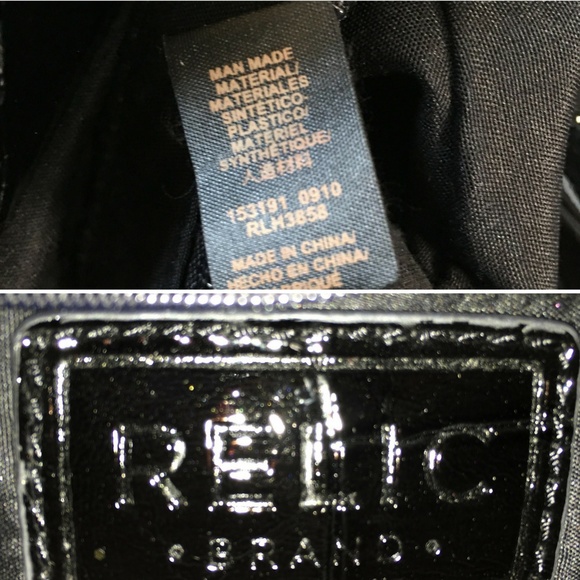 MAN MADE
MATERIAL/
MATERIALES
SINTÉTICO-
PLASTICO/
MATÉRIEL
SYNTHÉTIQUE/
人造材料
153191 0910
RLH3858
MADE IN CHINA/
HECHO EN CHINA/
RELIC
• BRAND •